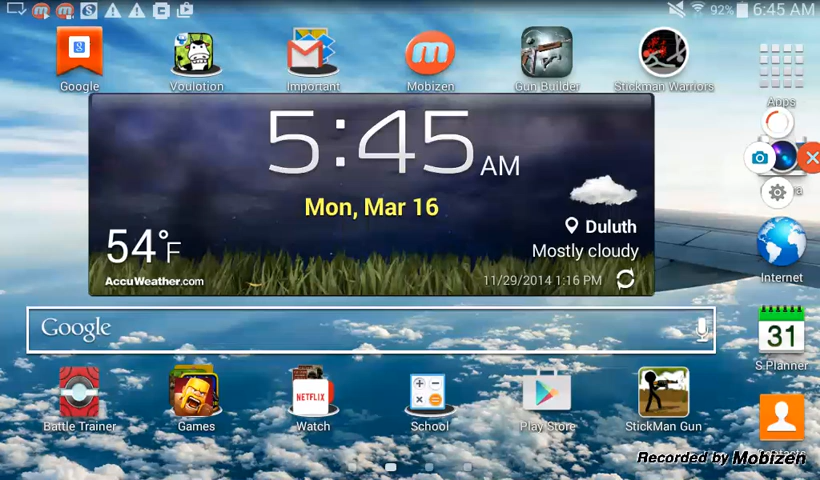 92% 6:45 AM
Google Voulotion Important Mobizen Gun Builder Stickman Warriors Apps
5:45 AM
Mon, Mar 16
54°F
Duluth
Mostly cloudy
AccuWeather.com
11/29/2014 1:16 PM
Internet
Google
31
S Planner
NETFLIX
Battle Trainer Games Watch School Play Store StickMan Gun
Recorded by Mobizen